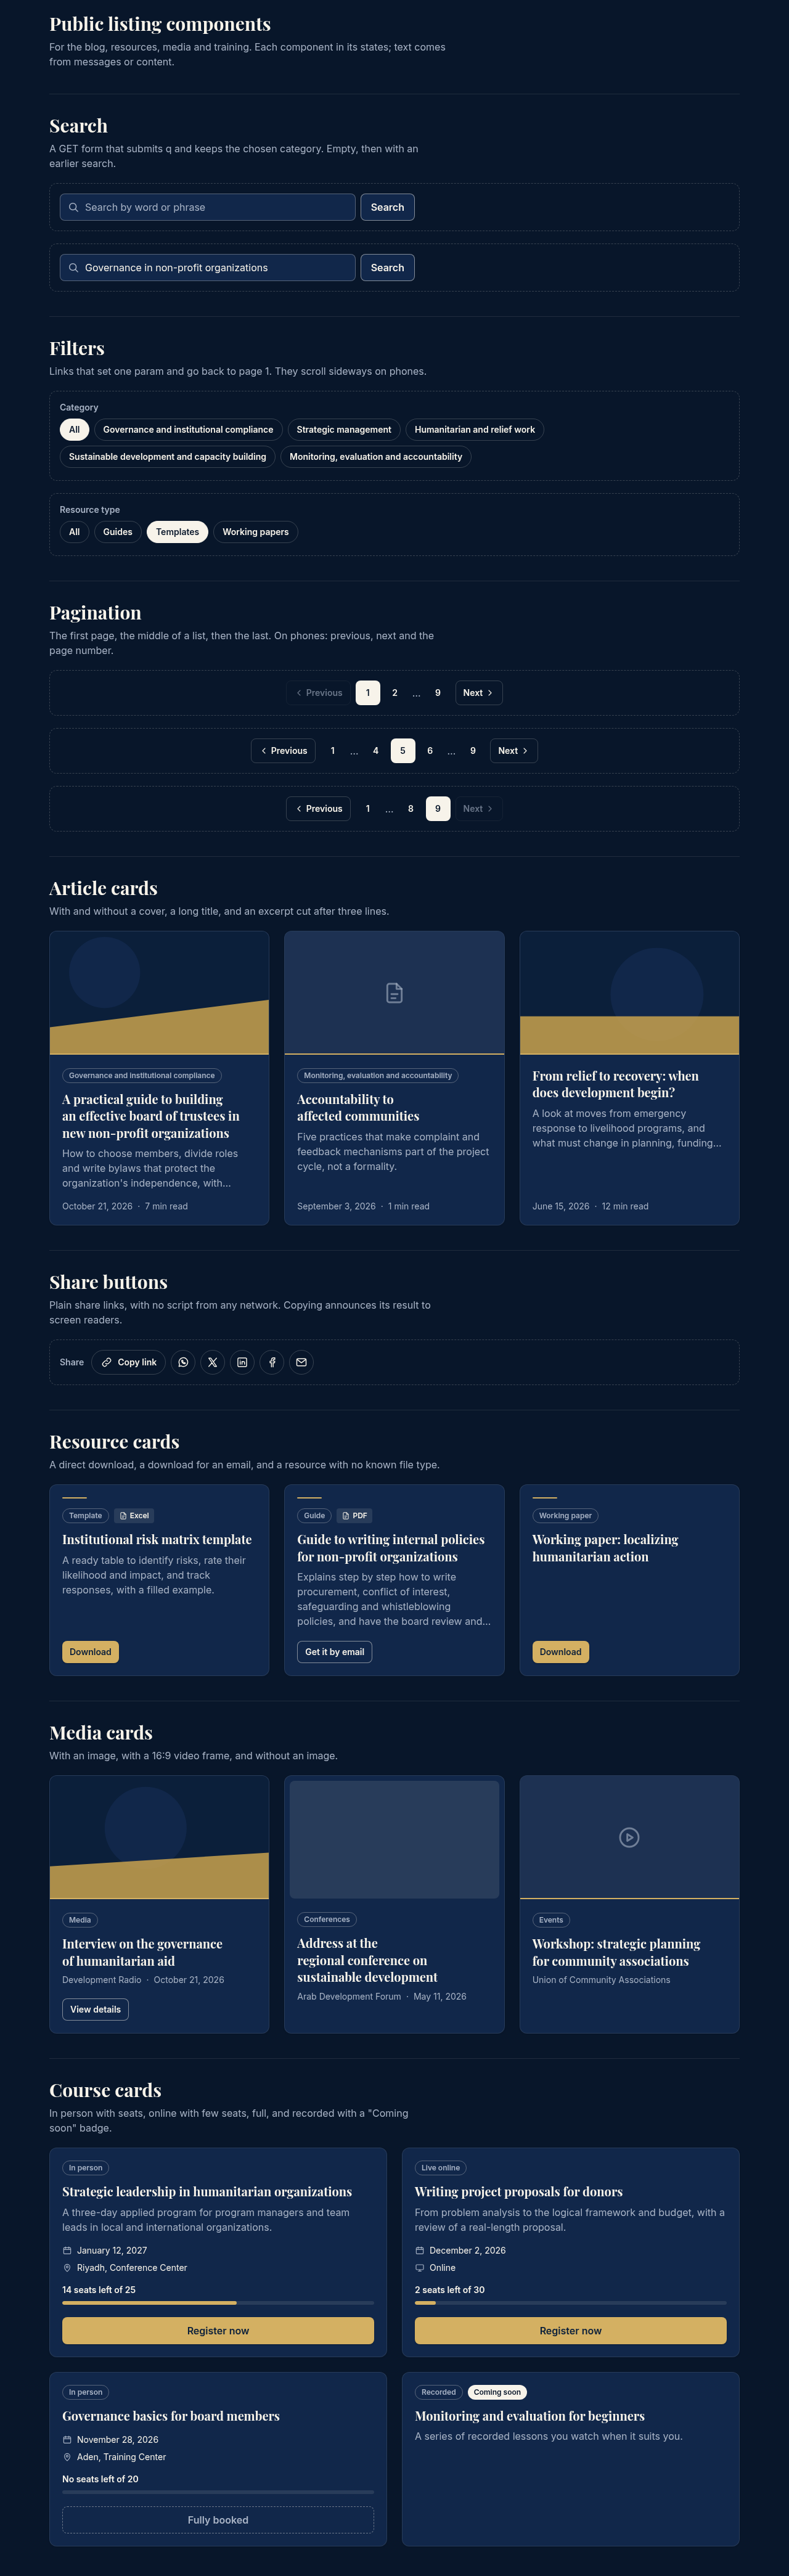 Public listing components
For the blog, resources, media and training. Each component in its states; text comes
from messages or content.
Search
A GET form that submits q and keeps the chosen category. Empty, then with an
earlier search.
Search by word or phrase
Search
Governance in non-profit organizations
Search
Filters
Links that set one param and go back to page 1. They scroll sideways on phones.
Category
All Governance and institutional compliance Strategic management Humanitarian and relief work
Sustainable development and capacity building Monitoring, evaluation and accountability
Resource type
All Guides Templates Working papers
Pagination
The first page, the middle of a list, then the last. On phones: previous, next and the
page number.
Previous 1 2 … 9 Next
Previous 1 … 4 5 6 … 9 Next
Previous 1 … 8 9 Next
Article cards
With and without a cover, a long title, and an excerpt cut after three lines.
Governance and institutional compliance
A practical guide to building
an effective board of trustees in
new non-profit organizations
How to choose members, divide roles
and write bylaws that protect the
organization's independence, with…
October 21, 2026 · 7 min read
Monitoring, evaluation and accountability
Accountability to
affected communities
Five practices that make complaint and
feedback mechanisms part of the project
cycle, not a formality.
September 3, 2026 · 1 min read
From relief to recovery: when
does development begin?
A look at moves from emergency
response to livelihood programs, and
what must change in planning, funding…
June 15, 2026 · 12 min read
Share buttons
Plain share links, with no script from any network. Copying announces its result to
screen readers.
Share Copy link
Resource cards
A direct download, a download for an email, and a resource with no known file type.
Template Excel
Institutional risk matrix template
A ready table to identify risks, rate their
likelihood and impact, and track
responses, with a filled example.
Download
Guide PDF
Guide to writing internal policies
for non-profit organizations
Explains step by step how to write
procurement, conflict of interest,
safeguarding and whistleblowing
policies, and have the board review and…
Get it by email
Working paper
Working paper: localizing
humanitarian action
Download
Media cards
With an image, with a 16:9 video frame, and without an image.
Media
Interview on the governance
of humanitarian aid
Development Radio · October 21, 2026
View details
Conferences
Address at the
regional conference on
sustainable development
Arab Development Forum · May 11, 2026
Events
Workshop: strategic planning
for community associations
Union of Community Associations
Course cards
In person with seats, online with few seats, full, and recorded with a "Coming
soon" badge.
In person
Strategic leadership in humanitarian organizations
A three-day applied program for program managers and team
leads in local and international organizations.
January 12, 2027
Riyadh, Conference Center
14 seats left of 25
Register now
Live online
Writing project proposals for donors
From problem analysis to the logical framework and budget, with a
review of a real-length proposal.
December 2, 2026
Online
2 seats left of 30
Register now
In person
Governance basics for board members
November 28, 2026
Aden, Training Center
No seats left of 20
Fully booked
Recorded Coming soon
Monitoring and evaluation for beginners
A series of recorded lessons you watch when it suits you.